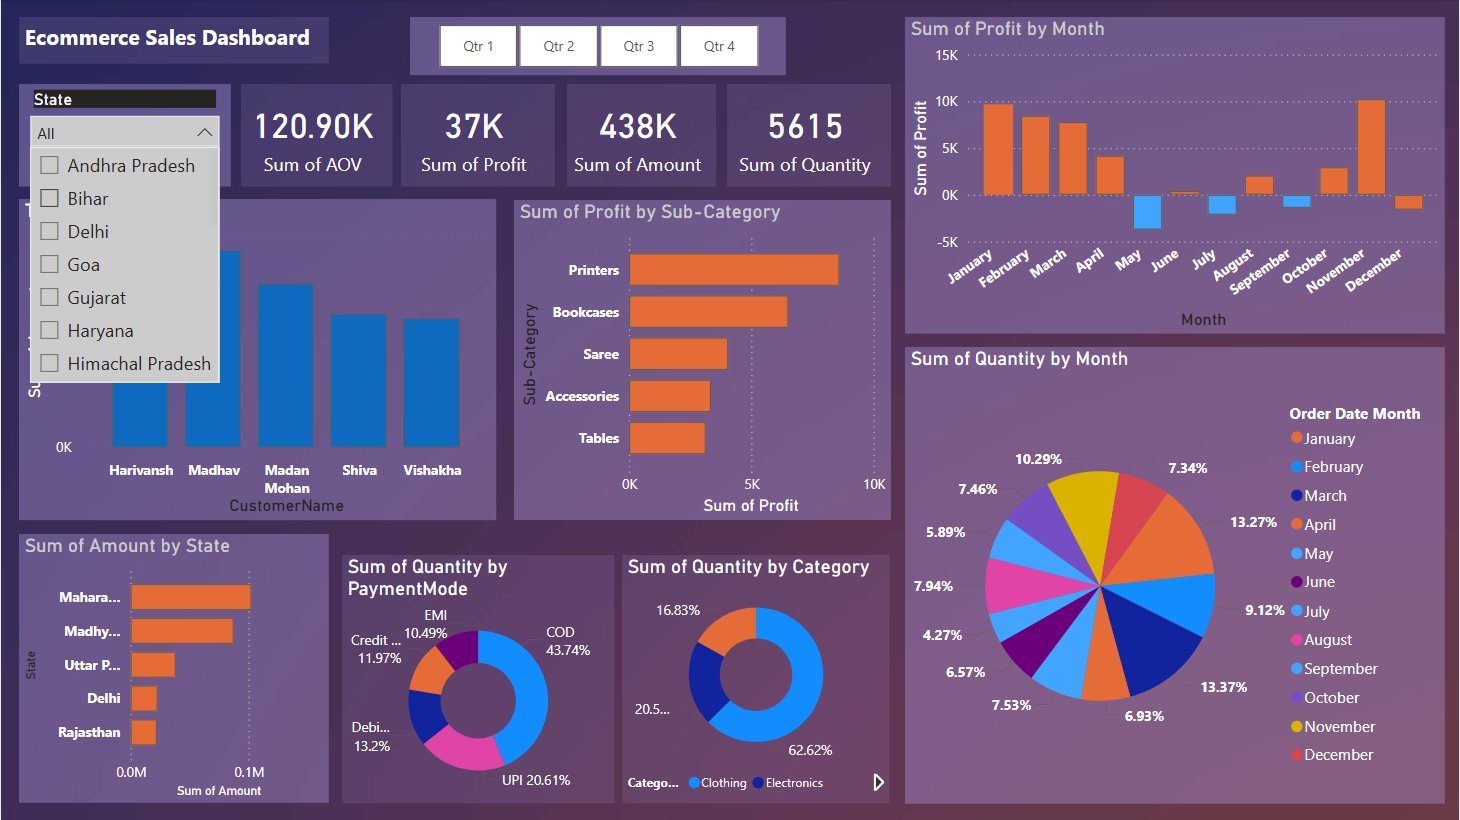 Ecommerce Sales Dashboard
Qtr 1
Qtr 2
Qtr 3
Qtr 4
State
All
Andhra Pradesh
Bihar
Delhi
Goa
Gujarat
Haryana
Himachal Pradesh
120.90K
Sum of AOV
37K
Sum of Profit
438K
Sum of Amount
5615
Sum of Quantity
0K
Harivansh
Madhav
Madan
Mohan
Shiva
Vishakha
CustomerName
Sum of Profit by Sub-Category
Sub-Category
Printers
Bookcases
Saree
Accessories
Tables
0K
5K
10K
Sum of Profit
Sum of Profit by Month
Sum of Profit
15K
10K
5K
0K
-5K
January
February
March
April
May
June
July
August
September
October
November
December
Month
Sum of Amount by State
State
Mahara...
Madhy...
Uttar P...
Delhi
Rajasthan
0.0M
0.1M
Sum of Amount
Sum of Quantity by
PaymentMode
EMI
10.49%
COD
43.74%
Credit ...
11.97%
Debi...
13.2%
UPI 20.61%
Sum of Quantity by Category
16.83%
20.5...
62.62%
Catego...
Clothing
Electronics
Sum of Quantity by Month
10.29%
7.34%
7.46%
13.27%
5.89%
7.94%
9.12%
4.27%
6.57%
13.37%
7.53%
6.93%
Order Date Month
January
February
March
April
May
June
July
August
September
October
November
December